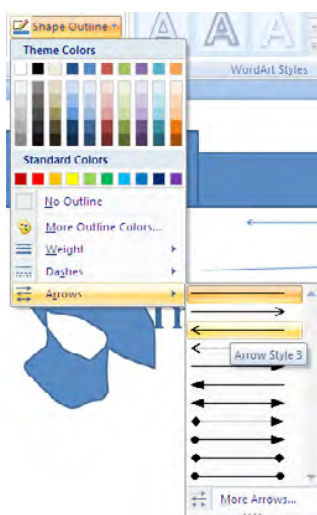 Shape Outline
Theme Colors
WordArt Styles
Standard Colors
No Outline
More Outline Colors...
Weight
Dashes
Arrows
Arrow Style 3
More Arrows...